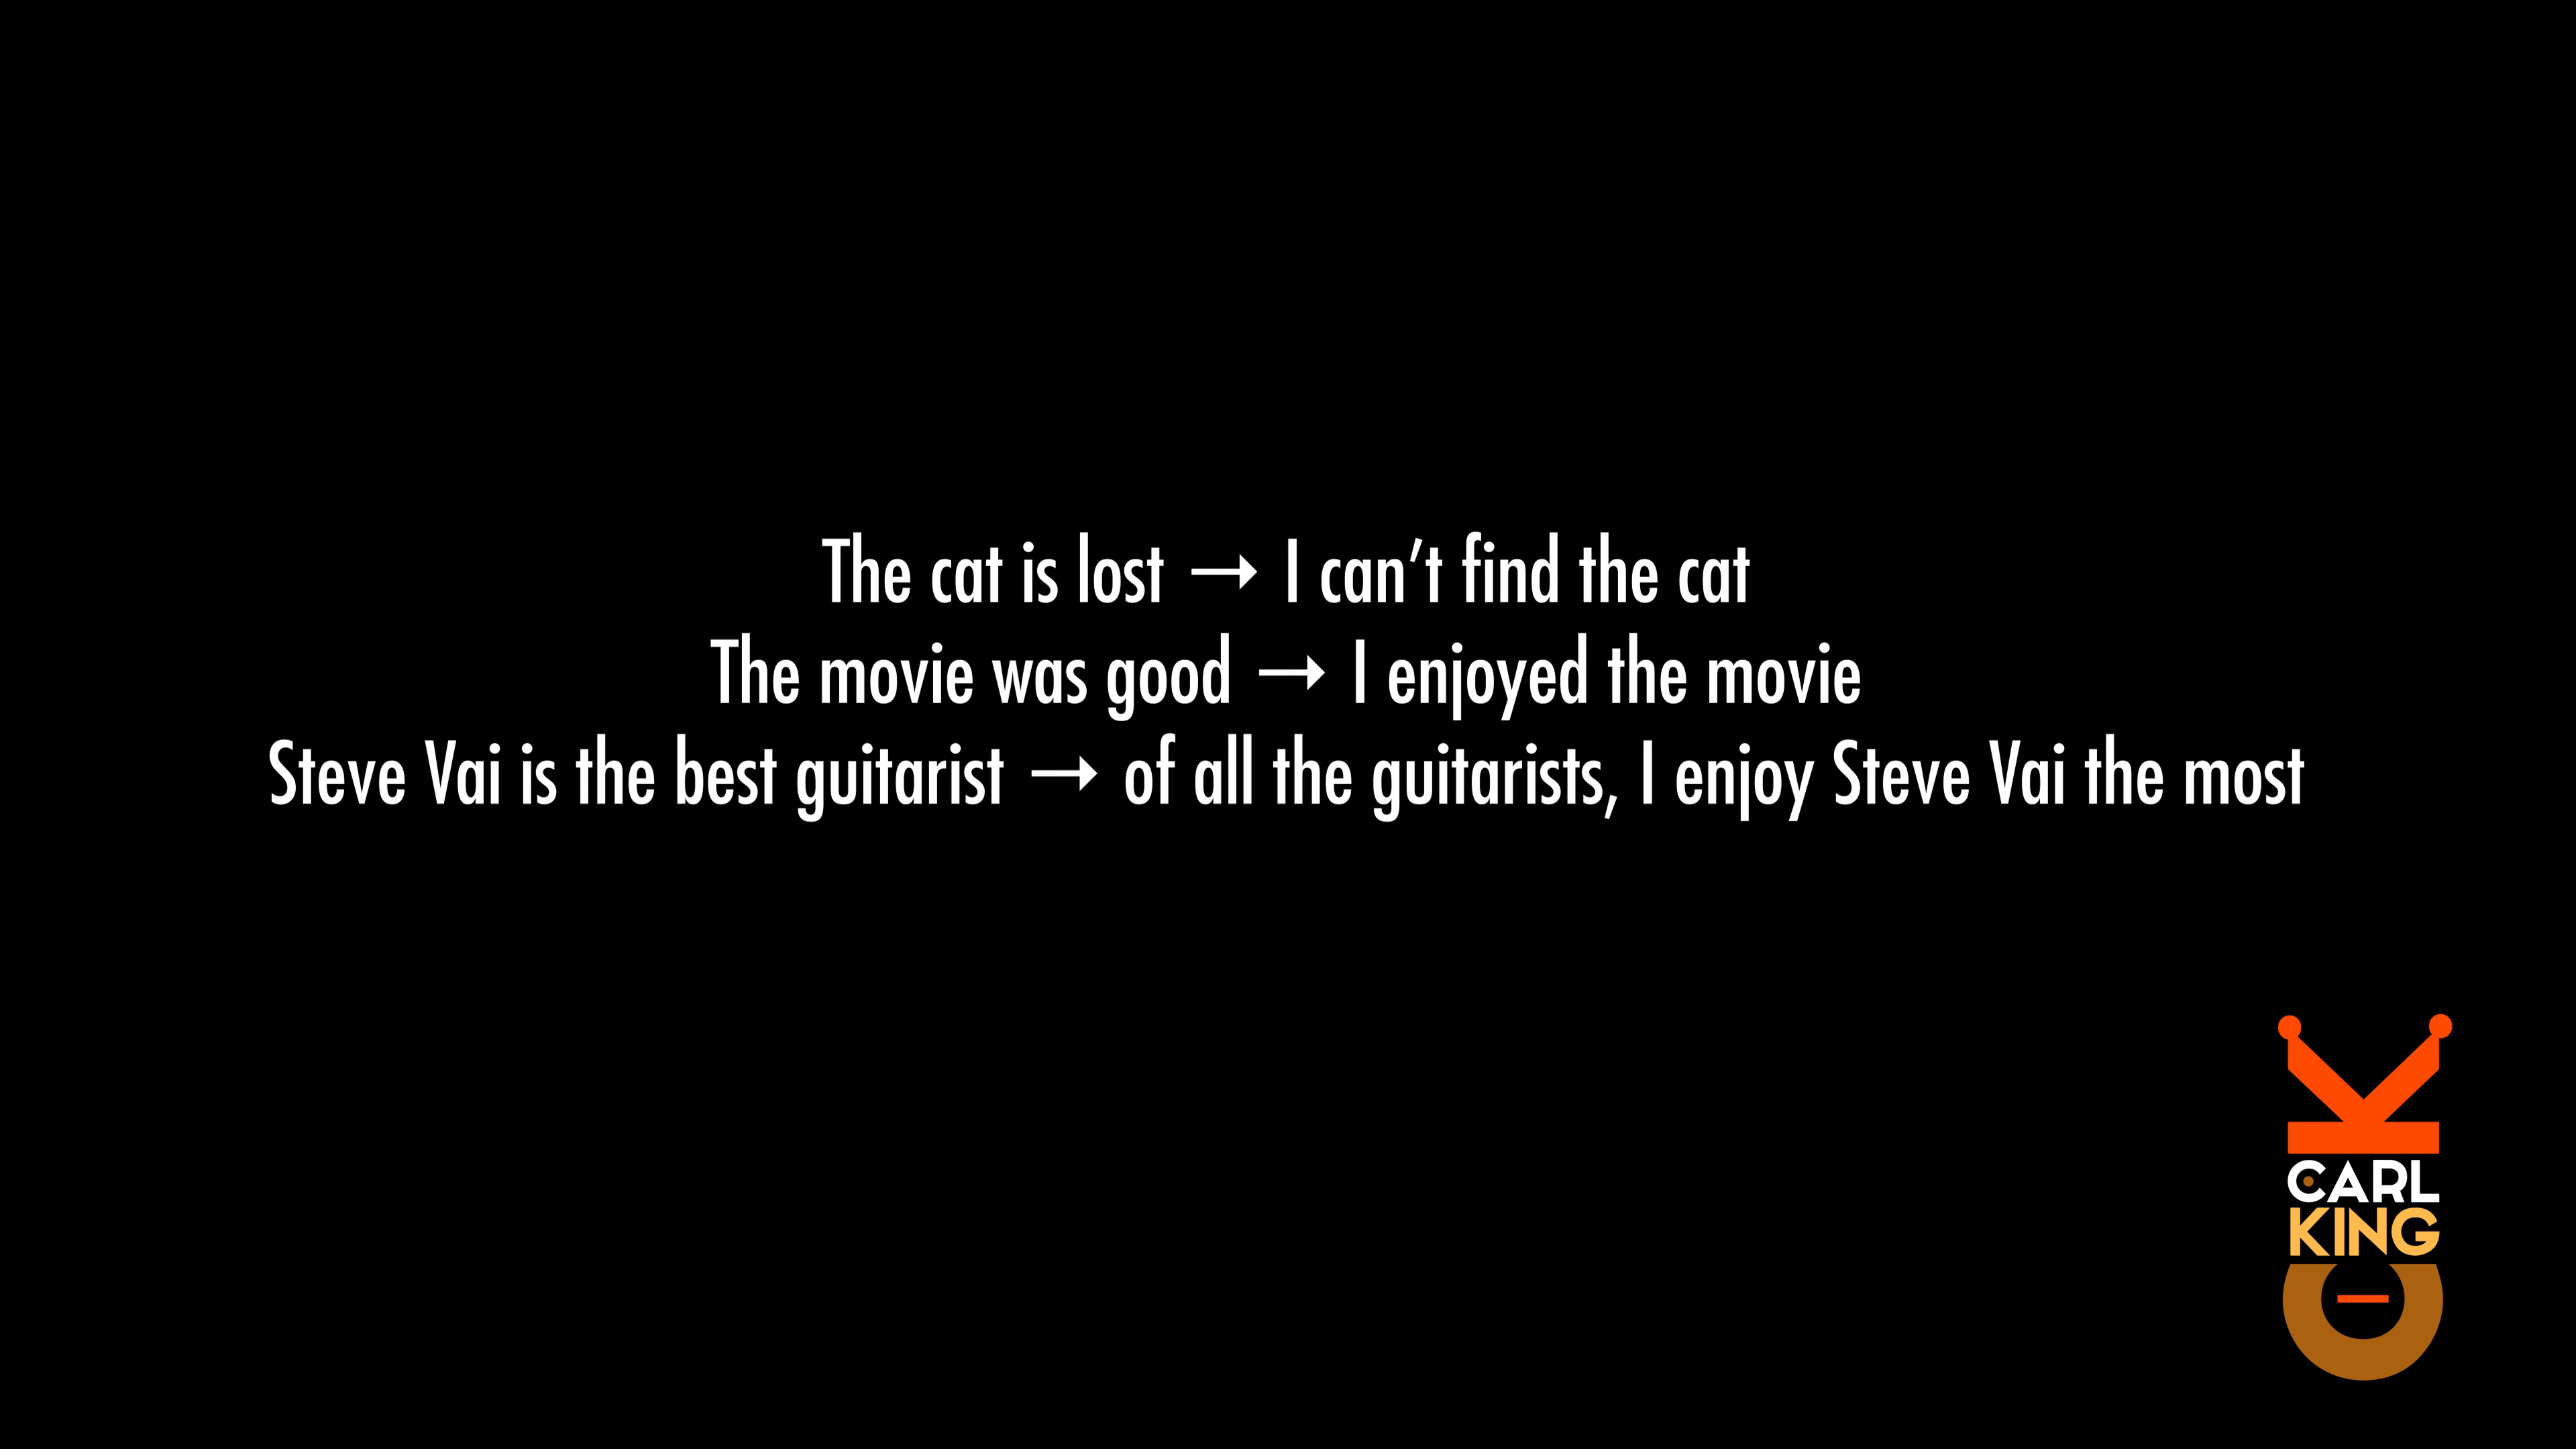 The cat is lost → I can’t find the cat
The movie was good → I enjoyed the movie
Steve Vai is the best guitarist → of all the guitarists, I enjoy Steve Vai the most
CARL
KING